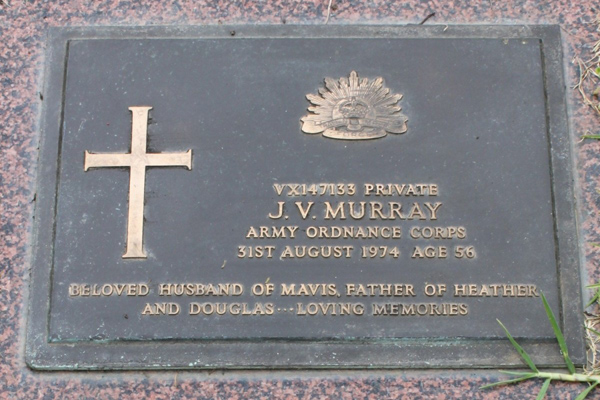 VX147133 PRIVATE
J. V. MURRAY
ARMY ORDNANCE CORPS
31ST AUGUST 1974 AGE 56
BELOVED HUSBAND OF MAVIS, FATHER OF HEATHER
AND DOUGLAS --- LOVING MEMORIES